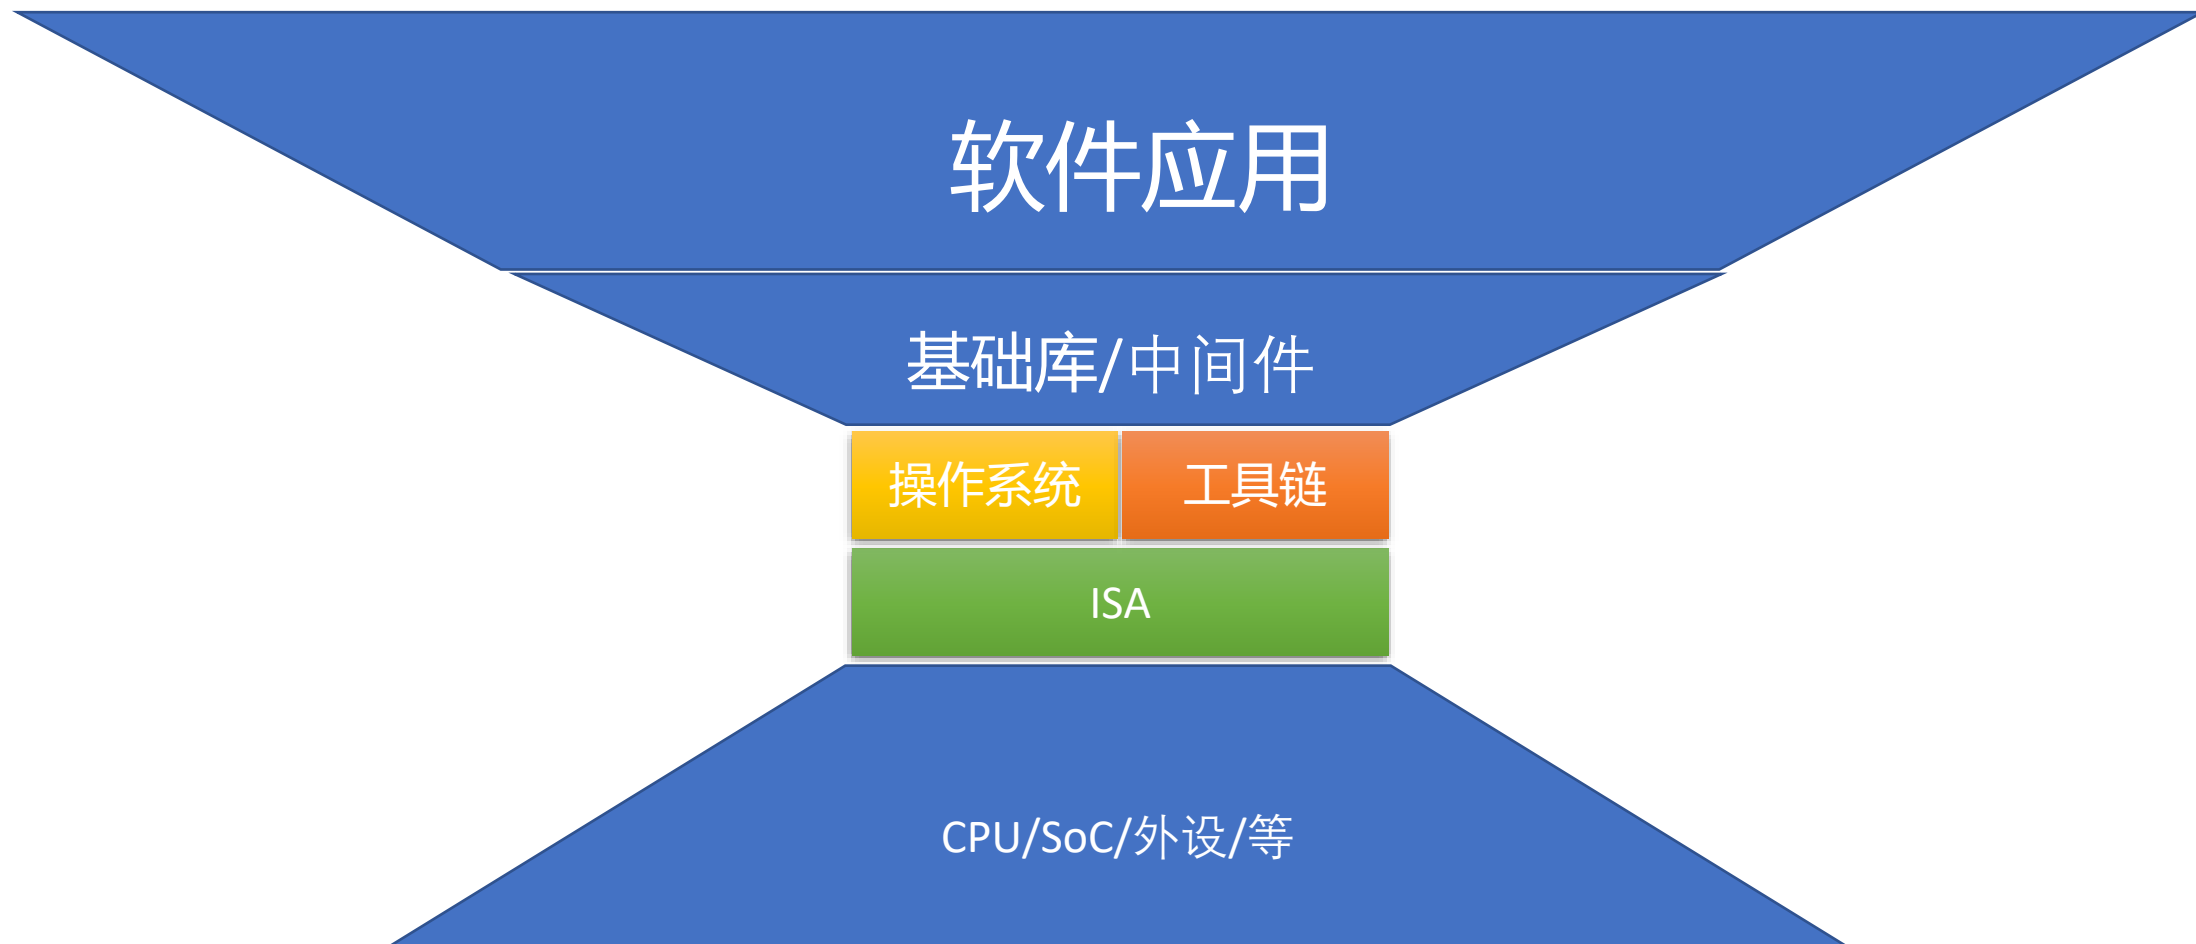 软件应用
基础库/中间件
操作系统
工具链
ISA
CPU/SoC/外设/等